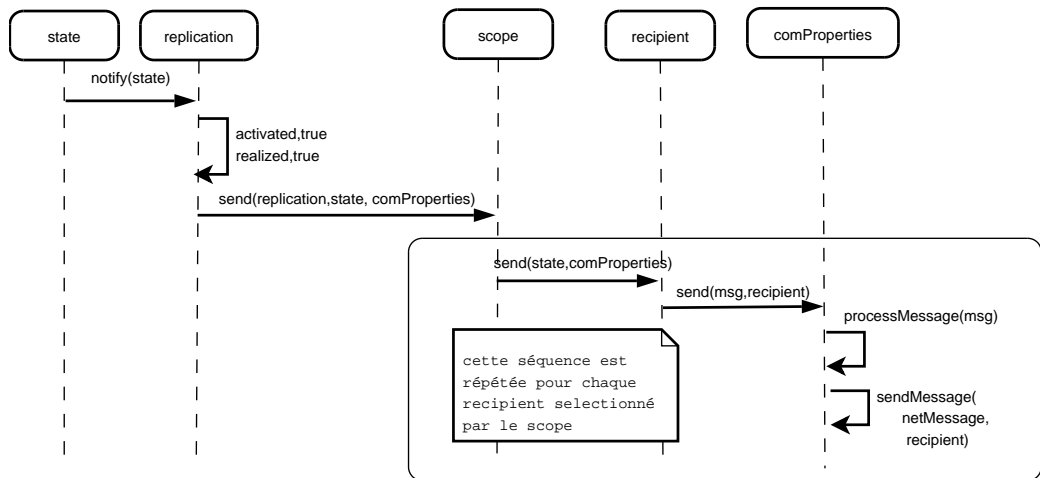 state
replication
scope
recipient
comProperties
notify(state)
activated,true
realized,true
send(replication,state, comProperties)
send(state,comProperties)
send(msg,recipient)
processMessage(msg)
cette séquence est
répétée pour chaque
recipient selectionné
par le scope
sendMessage(
netMessage,
recipient)